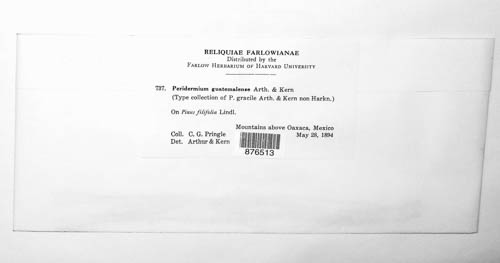 RELIQUIAE FARLOWIANAE
Distributed by the
FARLOW HERBARIUM OF HARVARD UNIVERSITY
737. Peridermium guatemalense Arth. & Kern
(Type collection of P. gracile Arth. & Kern non Harkn.)
On Pinus filifolia Lindl.
Mountains above Oaxaca, Mexico
Coll. C. G. Pringle May 28, 1894
Det. Arthur & Kern
876513